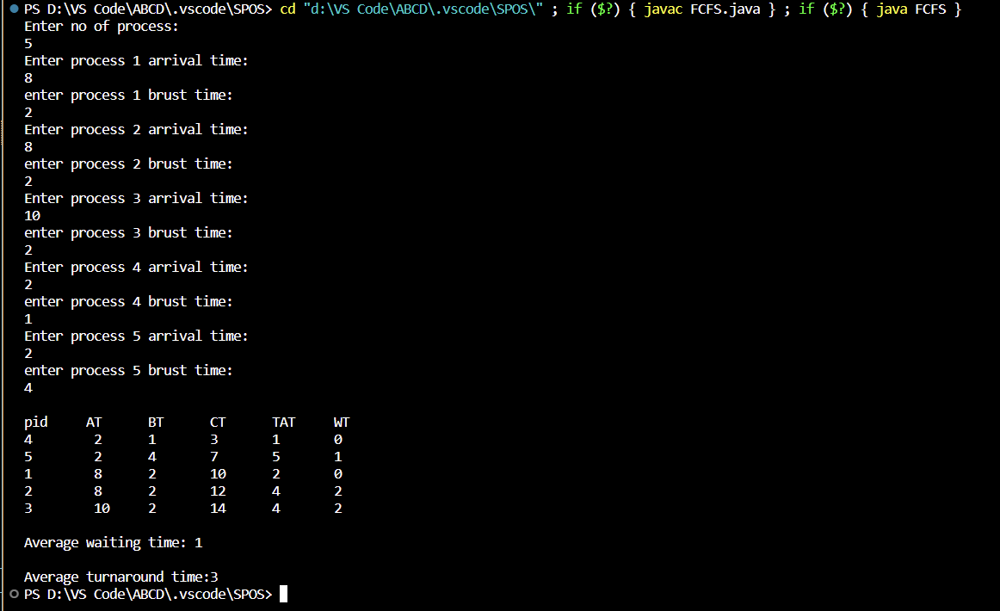 PS D:\VS Code\ABCD\.vscode\SPOS> cd "d:\VS Code\ABCD\.vscode\SPOS\" ; if ($?) { javac FCFS.java } ; if ($?) { java FCFS }
Enter no of process:
5
Enter process 1 arrival time:
8
enter process 1 brust time:
2
Enter process 2 arrival time:
8
enter process 2 brust time:
2
Enter process 3 arrival time:
10
enter process 3 brust time:
2
Enter process 4 arrival time:
2
enter process 4 brust time:
1
Enter process 5 arrival time:
2
enter process 5 brust time:
4
pid AT BT CT TAT WT
4 2 1 3 1 0
5 2 4 7 5 1
1 8 2 10 2 0
2 8 2 12 4 2
3 10 2 14 4 2
Average waiting time: 1
Average turnaround time:3
PS D:\VS Code\ABCD\.vscode\SPOS>